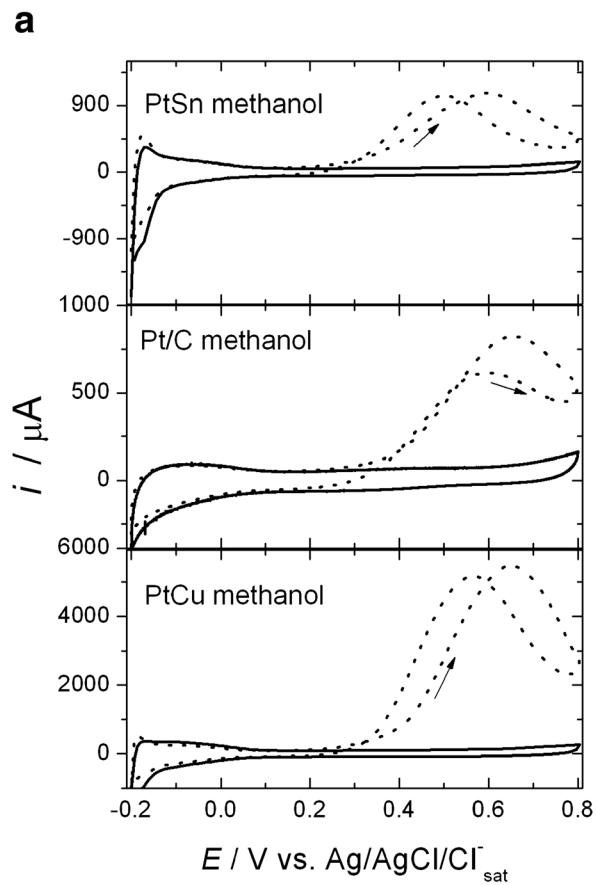 a
PtSn methanol
900
0
-900
1000
Pt/C methanol
500
0
6000
PtCu methanol
4000
2000
0
-0.2 0.0 0.2 0.4 0.6 0.8
i / μA
E / V vs. Ag/AgCl/Cl⁻sat